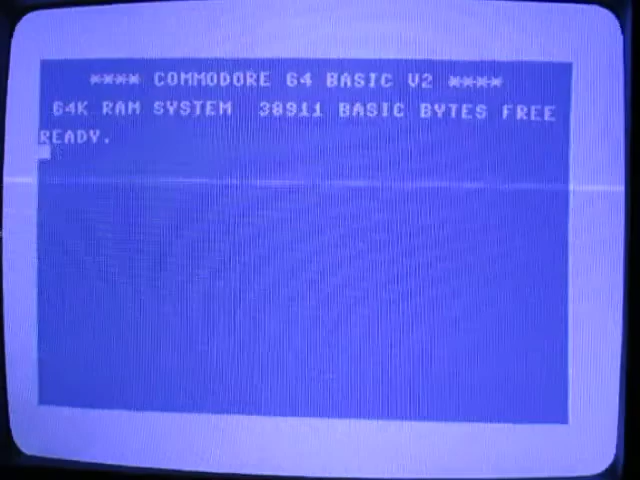 **** COMMODORE 64 BASIC V2 ****
64K RAM SYSTEM 38911 BASIC BYTES FREE
READY.